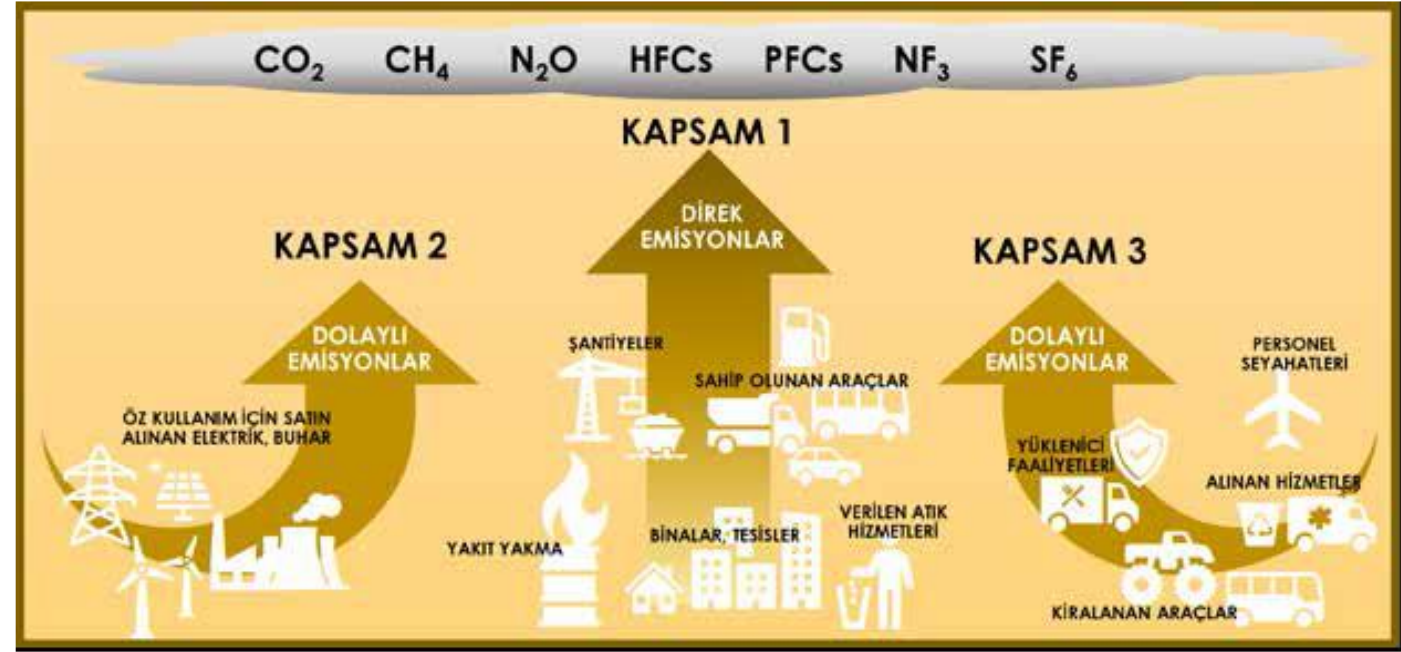 CO₂ CH₄ N₂O HFCs PFCs NF₃ SF₆
KAPSAM 1
DİREK
EMİSYONLAR
KAPSAM 2
DOLAYLI
EMİSYONLAR
ÖZ KULLANIM İÇİN SATIN
ALINAN ELEKTRİK, BUHAR
ŞANTİYELER
SAHİP OLUNAN ARAÇLAR
YAKIT YAKMA
BİNALAR, TESİSLER
VERİLEN ATIK
HİZMETLERİ
KAPSAM 3
DOLAYLI
EMİSYONLAR
PERSONEL
SEYAHATLERİ
YÜKLENİCİ
FAALİYETLERİ
ALINAN HİZMETLER
KİRALANAN ARAÇLAR